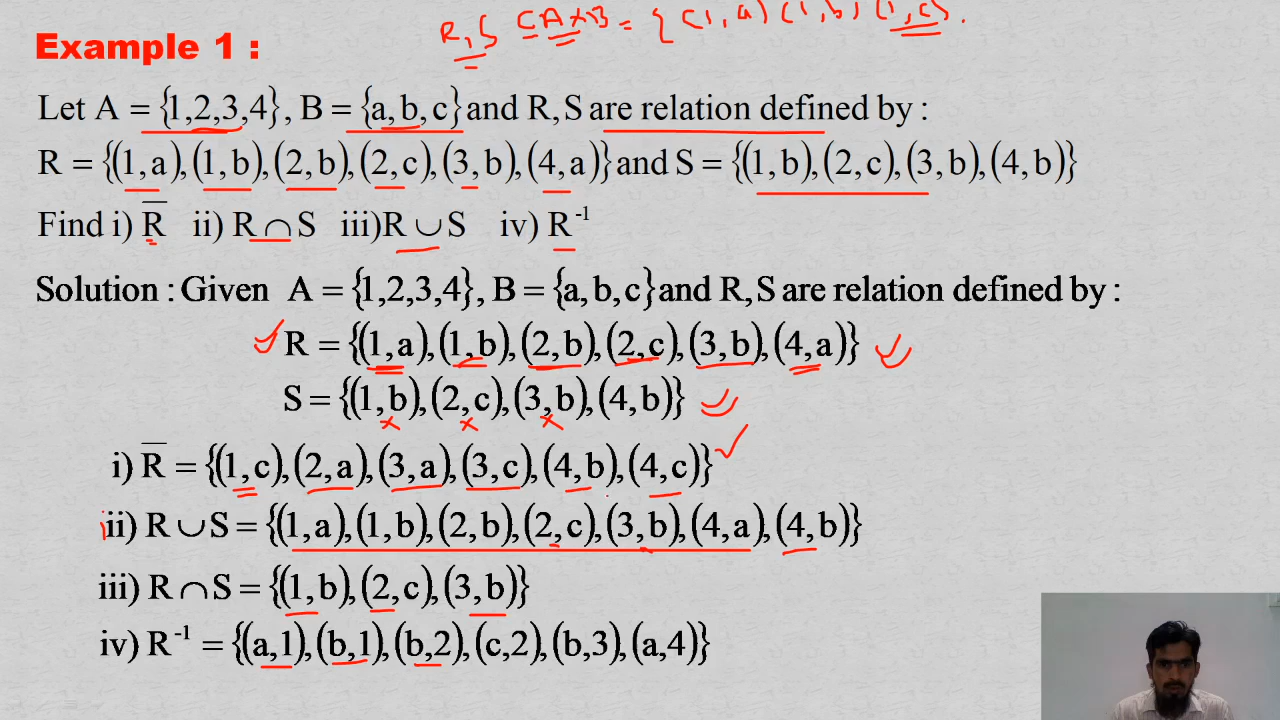 R, S ⊆ A×B = {(1,a) (1,b) (1,c).
Example 1 :
Let A = {1,2,3,4}, B = {a, b, c} and R, S are relation defined by :
R = {(1, a), (1, b), (2, b), (2, c), (3, b), (4, a)} and S = {(1, b), (2, c), (3, b), (4, b)}
Find i) R̅ ii) R ∩ S iii)R ∪ S iv) R⁻¹
Solution : Given A = {1,2,3,4}, B = {a, b, c} and R, S are relation defined by :
R = {(1, a), (1, b), (2, b), (2, c), (3, b), (4, a)}
S = {(1, b), (2, c), (3, b), (4, b)}
i) R̅ = {(1, c), (2, a), (3, a), (3, c), (4, b), (4, c)}
ii) R ∪ S = {(1, a), (1, b), (2, b), (2, c), (3, b), (4, a), (4, b)}
iii) R ∩ S = {(1, b), (2, c), (3, b)}
iv) R⁻¹ = {(a,1), (b,1), (b,2), (c,2), (b,3), (a,4)}